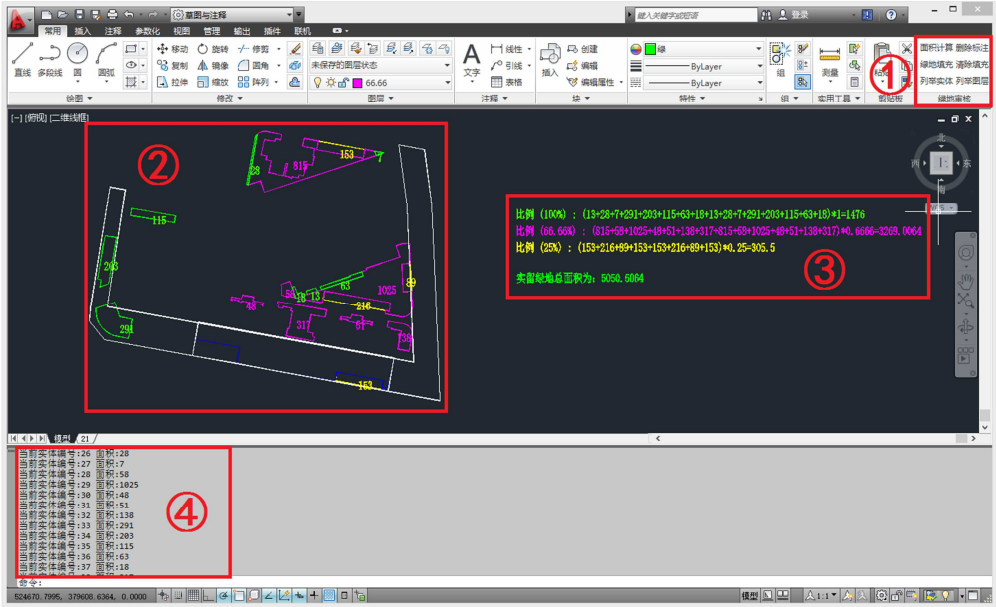 草图与注释
键入关键字或短语
登录
常用 插入 注释 参数化 视图 管理 输出 插件 联机
直线 多段线 圆 圆弧
移动 旋转 修剪
复制 镜像 圆角
拉伸 缩放 阵列
未保存的图层状态
66.66
文字
线性
引线
表格
插入
创建
编辑
编辑属性
绿
ByLayer
ByLayer
组
测量
粘贴
①
面积计算 删除标注
绿地填充 清除填充
列举实体 列举图层
绘图 修改 图层 注释 块 特性 组 实用工具 剪贴板 绿地审核
[−] [俯视] [二维线框]
②
28
815
153
7
115
203
291
48
58
18
13
63
1025
89
216
317
51
138
153
北
西 上 东
南
比例 (100%) : (13+28+7+291+203+115+63+18+13+28+7+291+203+115+63+18)*1=1476
比例 (66.66%) : (815+58+1025+48+51+138+317+815+58+1025+48+51+138+317)*0.6666=3269.0064
比例 (25%) : (153+216+89+153+153+216+89+153)*0.25=305.5
③
实留绿地总面积为: 5050.5064
模型 21
当前实体编号:26 面积:28
当前实体编号:27 面积:7
当前实体编号:28 面积:58
当前实体编号:29 面积:1025
当前实体编号:30 面积:48
当前实体编号:31 面积:51
当前实体编号:32 面积:138
当前实体编号:33 面积:291
当前实体编号:34 面积:203
当前实体编号:35 面积:115
当前实体编号:36 面积:63
当前实体编号:37 面积:18
④
命令:
524670.7995, 379608.6364, 0.0000
模型
1:1